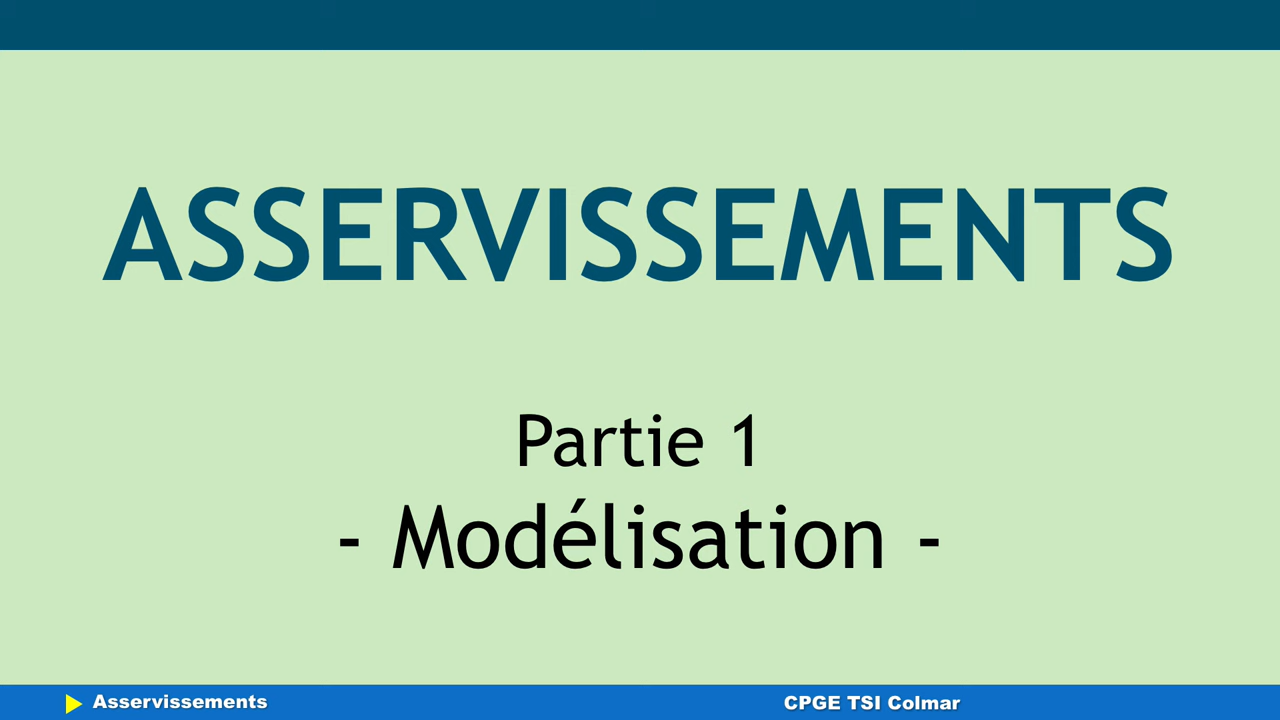 ASSERVISSEMENTS
Partie 1
- Modélisation -
Asservissements
CPGE TSI Colmar